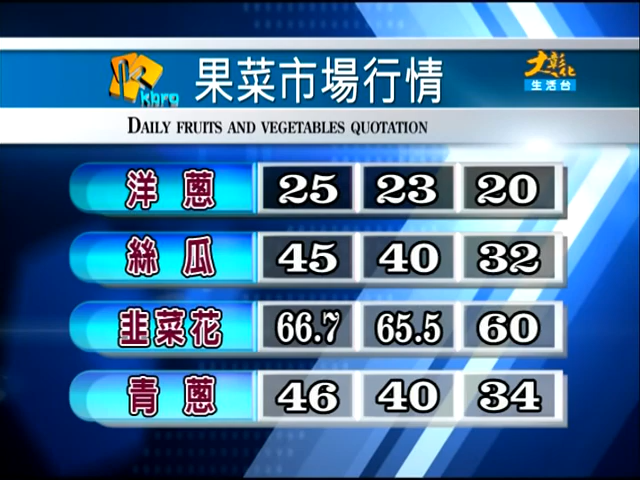 kbro 果菜市場行情 大彰化
生活台
DAILY FRUITS AND VEGETABLES QUOTATION
洋蔥 25 23 20
絲瓜 45 40 32
韭菜花 66.7 65.5 60
青蔥 46 40 34